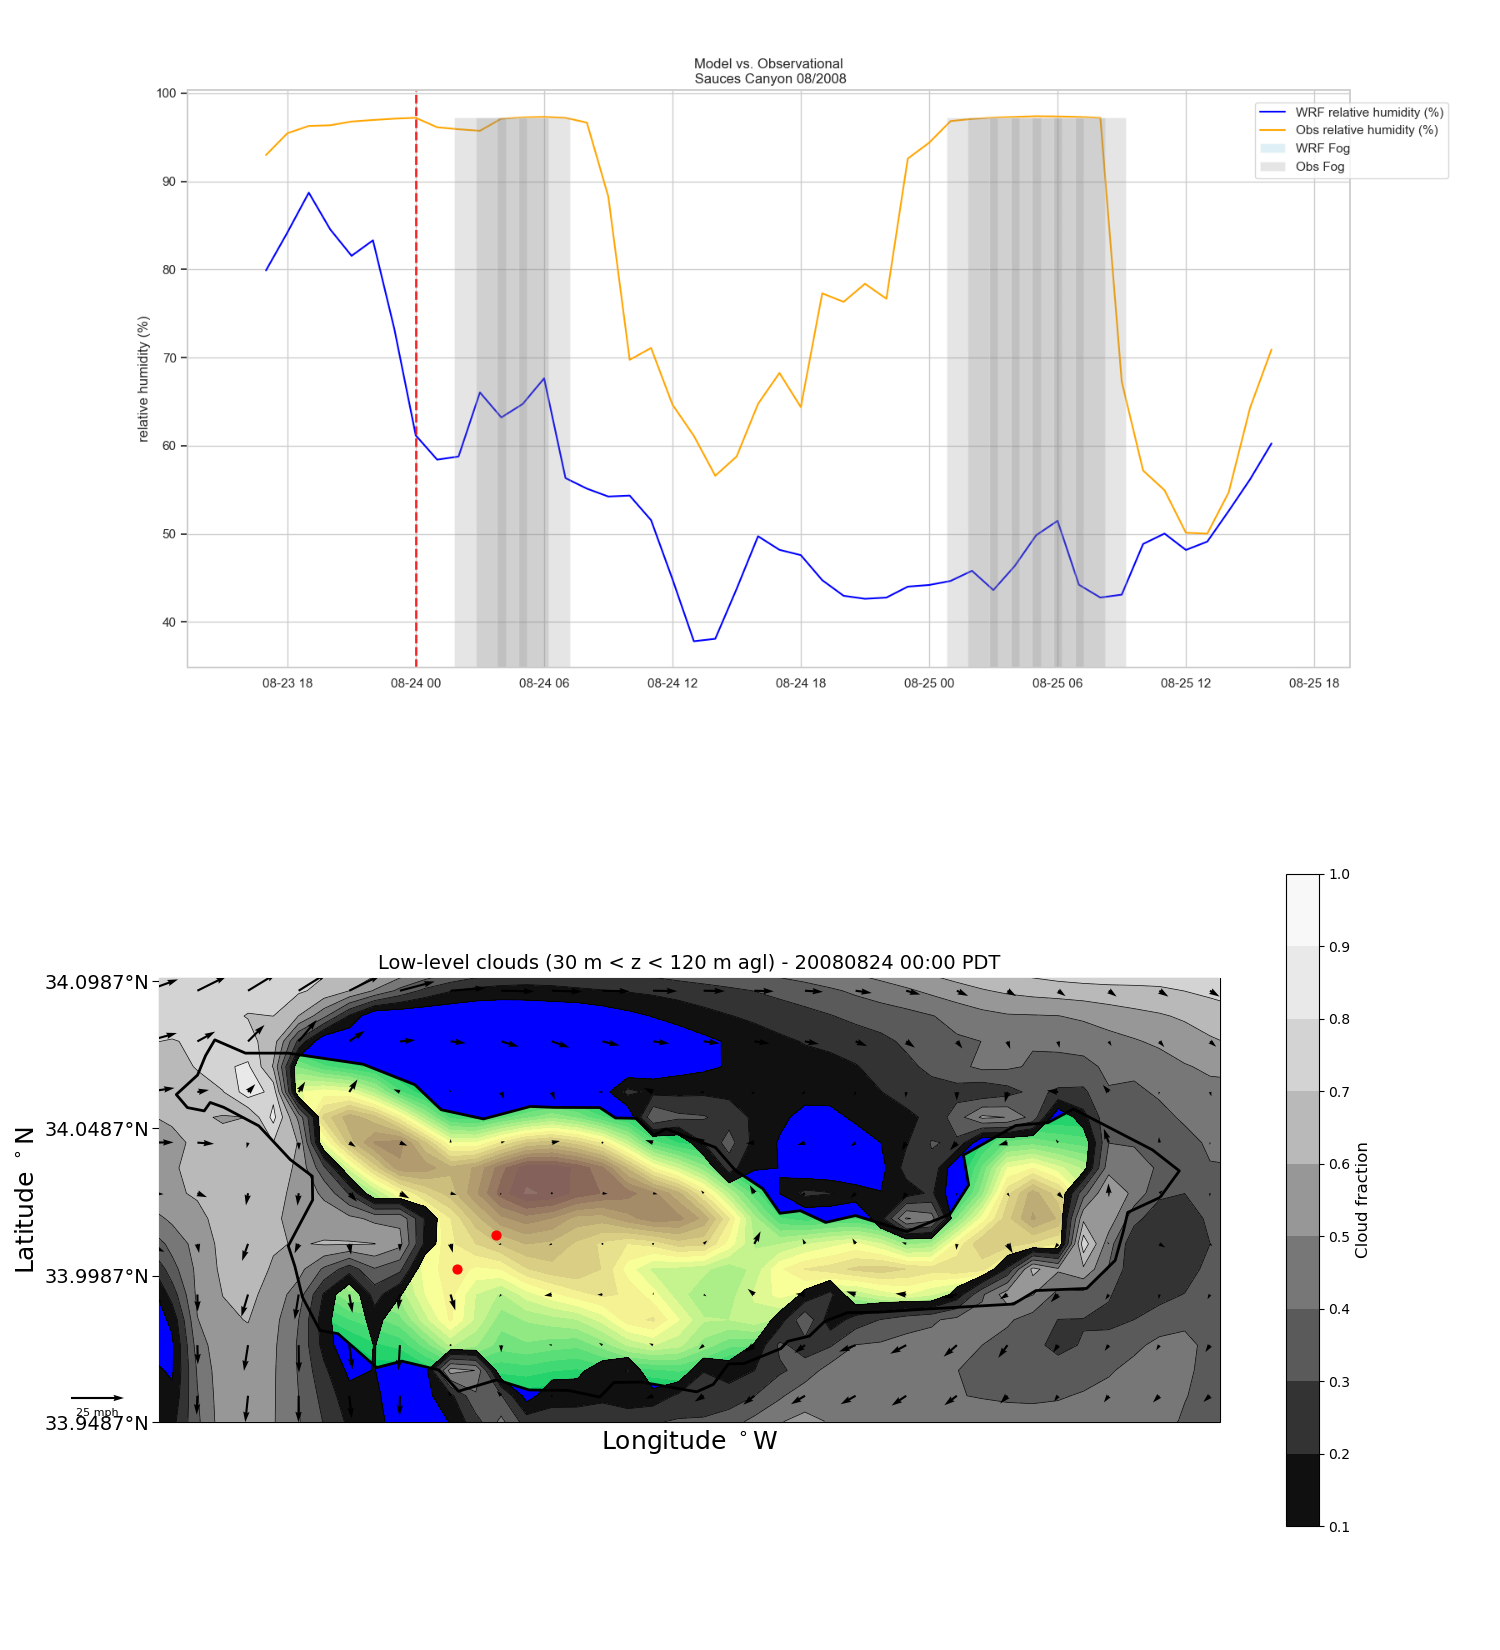 Model vs. Observational
Sauces Canyon 08/2008
100
90
80
70
60
50
40
relative humidity (%)
WRF relative humidity (%)
Obs relative humidity (%)
WRF Fog
Obs Fog
08-23 18
08-24 00
08-24 06
08-24 12
08-24 18
08-25 00
08-25 06
08-25 12
08-25 18
Low-level clouds (30 m < z < 120 m agl) - 20080824 00:00 PDT
34.0987°N
34.0487°N
33.9987°N
33.9487°N
Latitude °N
25 mph
Longitude °W
1.0
0.9
0.8
0.7
0.6
0.5
0.4
0.3
0.2
0.1
Cloud fraction